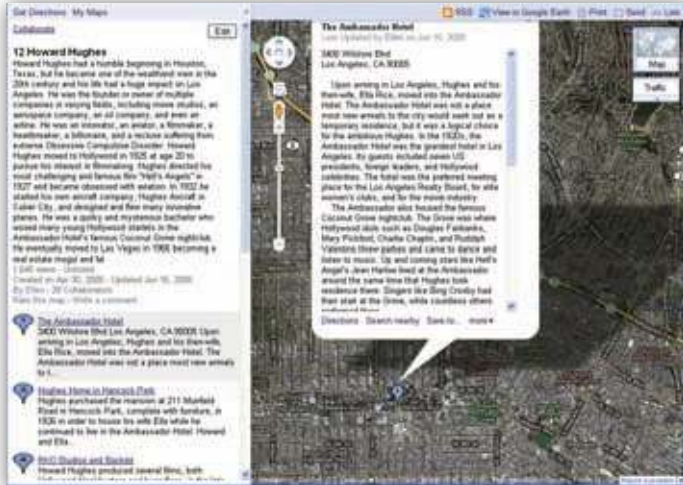 Get Directions My Maps
RSS View in Google Earth Print Send Link
Collaborate
Edit
12 Howard Hughes
Howard Hughes had a humble beginning in Houston,
Texas, but he became one of the wealthiest men in the
20th century and his life had a huge impact on Los
Angeles. He was the founder or owner of multiple
companies in varying fields, including movie studios, an
aerospace company, an oil company, and even an
airline. He was an innovator, an aviator, a filmmaker, a
heartbreaker, a billionaire, and a recluse suffering from
extreme Obsessive Compulsive Disorder. Howard
Hughes moved to Hollywood in 1925 at age 20 to
pursue his interest in filmmaking. Hughes directed his
most challenging and famous film "Hell's Angels" in
1927 and became obsessed with aviation. In 1932 he
started his own aircraft company, Hughes Aircraft in
Culver City, and designed and flew many innovative
planes. He was a quirky and mysterious bachelor who
wooed many young Hollywood starlets in the
Ambassador Hotel's famous Coconut Grove nightclub.
He eventually moved to Las Vegas in 1966 becoming a
real estate mogul and fat
views - Unlisted
Created on Apr 30, - Updated Jun 16,
By Ellen - Collaborators
Rate this map - Write a comment
The Ambassador Hotel
3400 Wilshire Blvd Los Angeles, CA 90005 Upon
arriving in Los Angeles, Hughes and his then-wife,
Ella Rice, moved into the Ambassador Hotel. The
Ambassador Hotel was not a place most new arrivals
to t...
Hughes Home in Hancock Park
Hughes purchased the mansion at 211 Muirfield
Road in Hancock Park, complete with furniture, in
1926 in order to house his wife Ella while he
continued to live in the Ambassador Hotel. Howard
and Ella...
RKO Studios and Backlot
Howard Hughes produced several films, both
The Ambassador Hotel
Last Updated by Ellen on Jun 16,
3400 Wilshire Blvd
Los Angeles, CA 90005
Upon arriving in Los Angeles, Hughes and his
then-wife, Ella Rice, moved into the Ambassador
Hotel. The Ambassador Hotel was not a place
most new arrivals to the city would seek out as a
temporary residence, but it was a logical choice
for the ambitious Hughes. In the 1920s, the
Ambassador Hotel was the grandest hotel in Los
Angeles. Its guests included seven US
presidents, foreign leaders, and Hollywood
celebrities. The hotel was the preferred meeting
place for the Los Angeles Realty Board, for elite
women's clubs, and for the movie industry.
The Ambassador also housed the famous
Coconut Grove nightclub. The Grove was where
Hollywood idols such as Douglas Fairbanks,
Mary Pickford, Charlie Chaplin, and Rudolph
Valentino threw parties and came to dance and
listen to music. Up and coming stars like Hell's
Angel's Jean Harlow lived at the Ambassador
around the same time that Hughes took
residence there. Singers like Bing Crosby had
their start at the Grove, while countless others
Directions Search nearby Save to... more
Map
Traffic